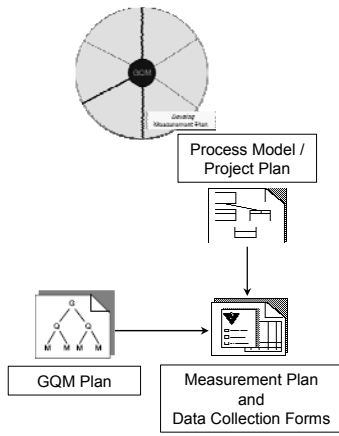 GQM
Develop
Measurement Plan
Process Model /
Project Plan
G
Q Q
M M M M
GQM Plan
Measurement Plan
and
Data Collection Forms